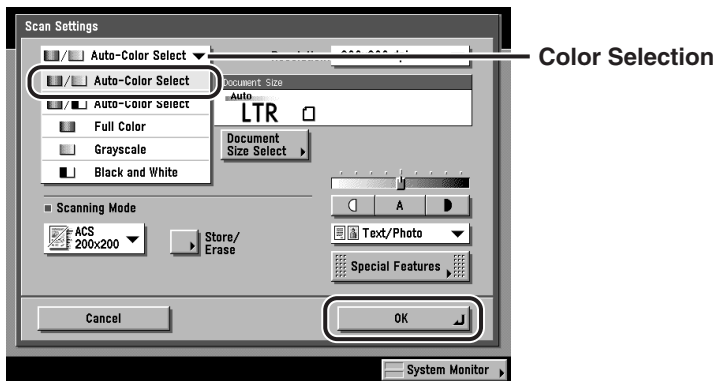 Scan Settings
Auto-Color Select
Color Selection
Auto-Color Select
Document Size
Auto-Color Select
Auto
LTR
Full Color
Grayscale
Document
Size Select
Black and White
Scanning Mode
A
ACS
200x200
Store/
Erase
Text/Photo
Special Features
Cancel
OK
System Monitor